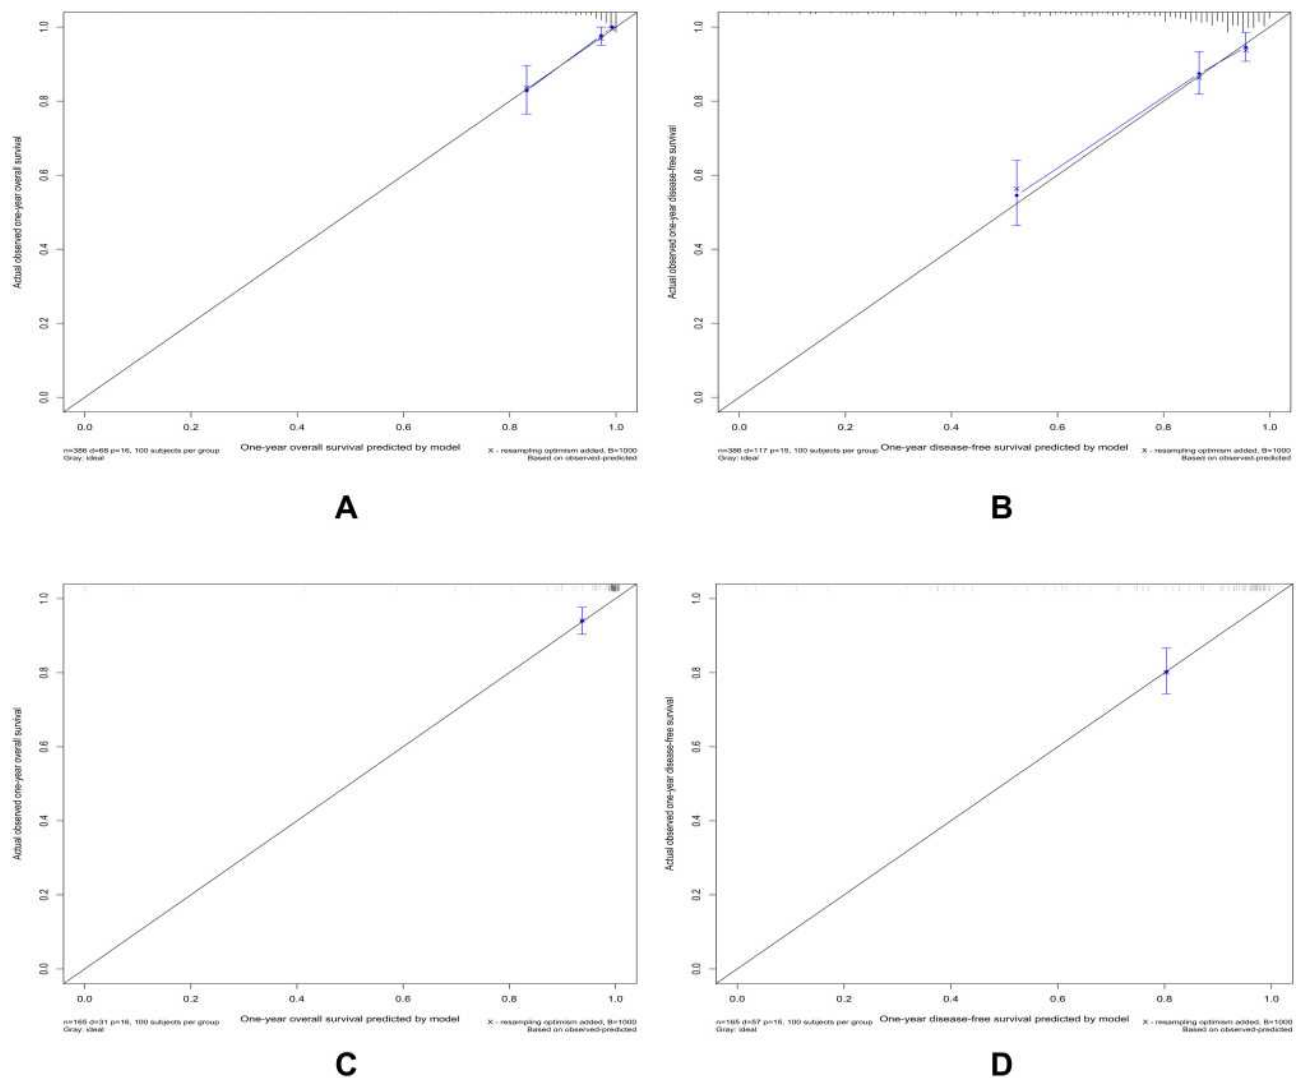 1.0
0.8
0.6
0.4
0.2
0.0
Actual observed one-year overall survival
0.0 0.2 0.4 0.6 0.8 1.0
One-year overall survival predicted by model
n=386 d=68 p=16, 100 subjects per group
Gray: ideal
X - resampling optimism added, B=1000
Based on observed-predicted
A
1.0
0.8
0.6
0.4
0.2
0.0
Actual observed one-year disease-free survival
0.0 0.2 0.4 0.6 0.8 1.0
One-year disease-free survival predicted by model
n=386 d=117 p=15, 100 subjects per group
Gray: ideal
X - resampling optimism added, B=1000
Based on observed-predicted
B
1.0
0.8
0.6
0.4
0.2
0.0
Actual observed one-year overall survival
0.0 0.2 0.4 0.6 0.8 1.0
One-year overall survival predicted by model
n=165 d=31 p=16, 100 subjects per group
Gray: ideal
X - resampling optimism added, B=1000
Based on observed-predicted
C
1.0
0.8
0.6
0.4
0.2
0.0
Actual observed one-year disease-free survival
0.0 0.2 0.4 0.6 0.8 1.0
One-year disease-free survival predicted by model
n=165 d=57 p=15, 100 subjects per group
Gray: ideal
X - resampling optimism added, B=1000
Based on observed-predicted
D